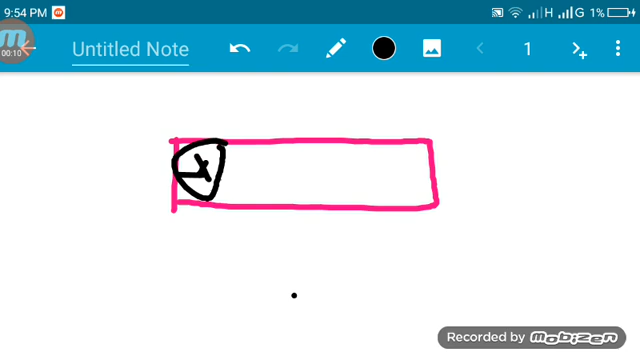 9:54 PM H G 1%
00:10 Untitled Note 1
Recorded by mobizen